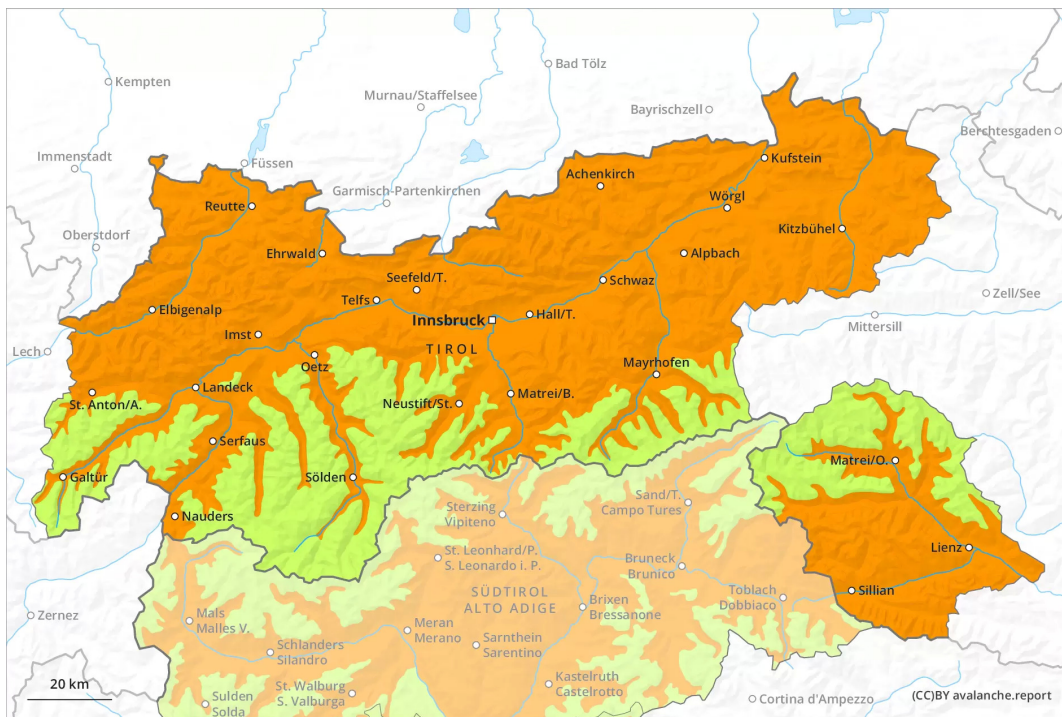 Kempten
Bad Tölz
Murnau/Staffelsee
Bayrischzell
Berchtesgaden
Immenstadt
Füssen
Kufstein
Garmisch-Partenkirchen
Achenkirch
Reutte
Wörgl
Oberstdorf
Kitzbühel
Ehrwald
Alpbach
Seefeld/T.
Schwaz
Zell/See
Telfs
Elbigenalp
Innsbruck
Hall/T.
Mittersill
Imst
Lech
TIROL
Oetz
Mayrhofen
Landeck
St. Anton/A.
Neustift/St.
Matrei/B.
Serfaus
Matrei/O.
Galtür
Sölden
Sand/T.
Campo Tures
Nauders
Sterzing
Vipiteno
Lienz
St. Leonhard/P.
S. Leonardo i. P.
Bruneck
Brunico
Sillian
SÜDTIROL
ALTO ADIGE
Toblach
Dobbiaco
Zernez
Brixen
Bressanone
Mals
Malles V.
Meran
Merano
Schlanders
Silandro
Sarnthein
Sarentino
20 km
St. Walburg
S. Valburga
Kastelruth
Castelrotto
Sulden
Solda
Cortina d'Ampezzo
(CC)BY avalanche.report